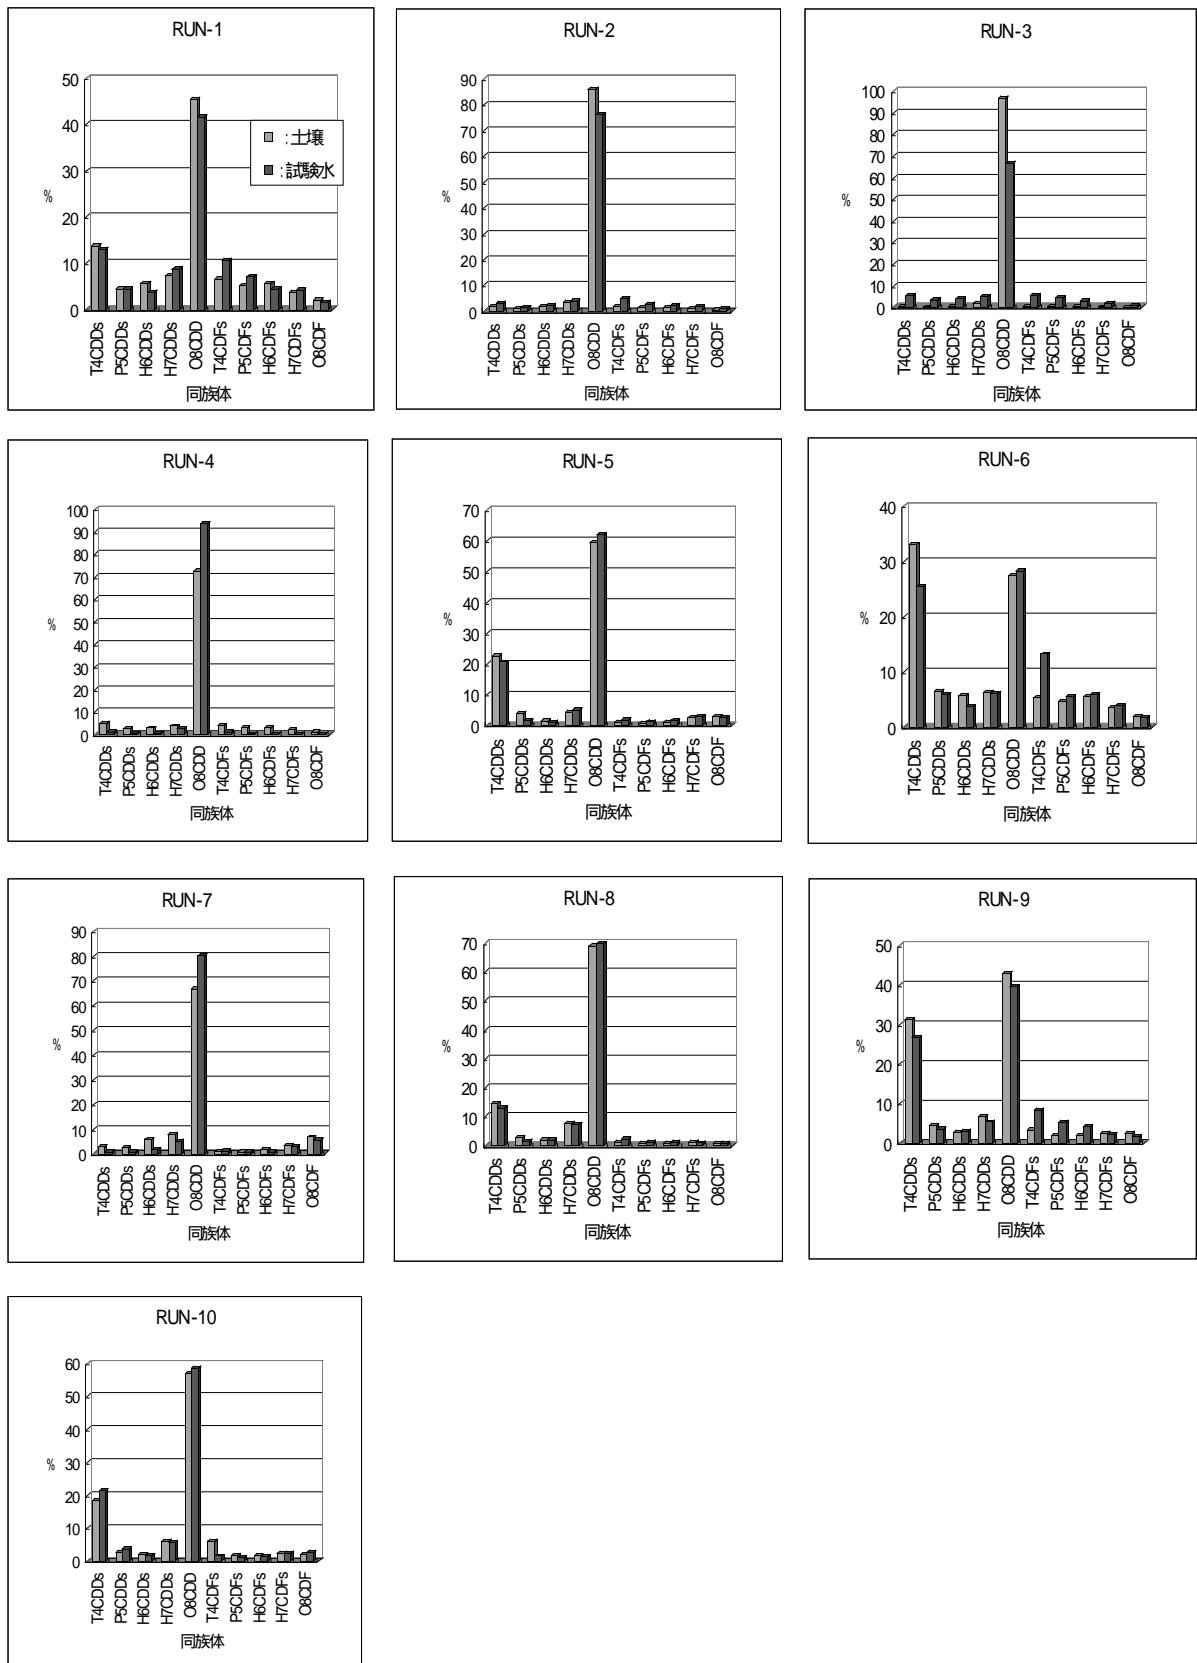 RUN-1
50
40
30
20
10
0
%
:土壌
:試験水
T4CDDs
P5CDDs
H6CDDs
H7CDDs
O8CDD
T4CDFs
P5CDFs
H6CDFs
H7CDFs
O8CDF
同族体
RUN-2
90
80
70
60
50
40
30
20
10
0
%
T4CDDs
P5CDDs
H6CDDs
H7CDDs
O8CDD
T4CDFs
P5CDFs
H6CDFs
H7CDFs
O8CDF
同族体
RUN-3
100
90
80
70
60
50
40
30
20
10
0
%
T4CDDs
P5CDDs
H6CDDs
H7CDDs
O8CDD
T4CDFs
P5CDFs
H6CDFs
H7CDFs
O8CDF
同族体
RUN-4
100
90
80
70
60
50
40
30
20
10
0
%
T4CDDs
P5CDDs
H6CDDs
H7CDDs
O8CDD
T4CDFs
P5CDFs
H6CDFs
H7CDFs
O8CDF
同族体
RUN-5
70
60
50
40
30
20
10
0
%
T4CDDs
P5CDDs
H6CDDs
H7CDDs
O8CDD
T4CDFs
P5CDFs
H6CDFs
H7CDFs
O8CDF
同族体
RUN-6
40
30
20
10
0
%
T4CDDs
P5CDDs
H6CDDs
H7CDDs
O8CDD
T4CDFs
P5CDFs
H6CDFs
H7CDFs
O8CDF
同族体
RUN-7
90
80
70
60
50
40
30
20
10
0
%
T4CDDs
P5CDDs
H6CDDs
H7CDDs
O8CDD
T4CDFs
P5CDFs
H6CDFs
H7CDFs
O8CDF
同族体
RUN-8
70
60
50
40
30
20
10
0
%
T4CDDs
P5CDDs
H6CDDs
H7CDDs
O8CDD
T4CDFs
P5CDFs
H6CDFs
H7CDFs
O8CDF
同族体
RUN-9
50
40
30
20
10
0
%
T4CDDs
P5CDDs
H6CDDs
H7CDDs
O8CDD
T4CDFs
P5CDFs
H6CDFs
H7CDFs
O8CDF
同族体
RUN-10
60
50
40
30
20
10
0
%
T4CDDs
P5CDDs
H6CDDs
H7CDDs
O8CDD
T4CDFs
P5CDFs
H6CDFs
H7CDFs
O8CDF
同族体